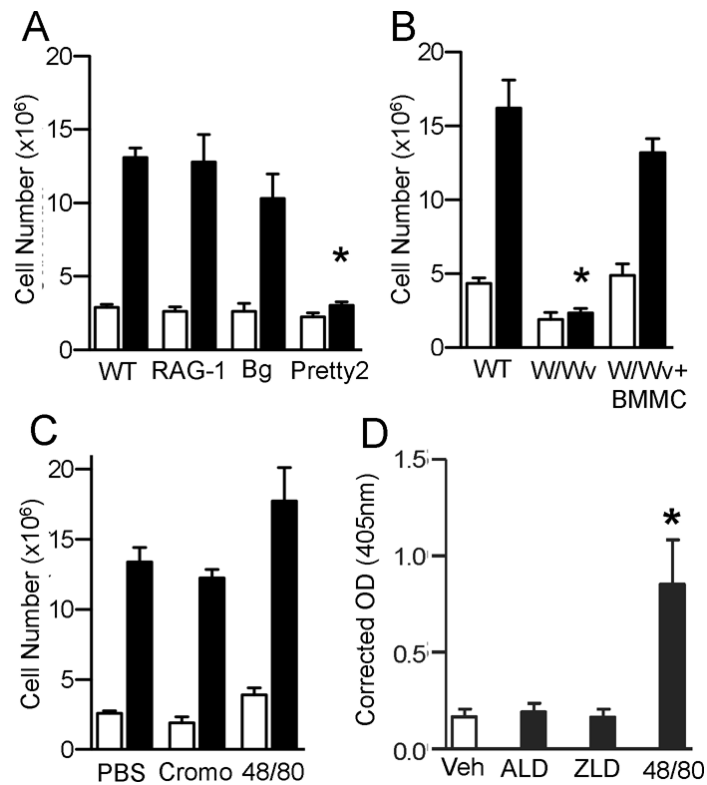 A
Cell Number (x10⁶)
20
15
10
5
0
*
WT RAG-1 Bg Pretty2
B
Cell Number (x10⁶)
20
15
10
5
0
*
WT W/Wv W/Wv+
BMMC
C
Cell Number (x10⁶)
20
15
10
5
0
PBS Cromo 48/80
D
Corrected OD (405nm)
1.5
1.0
0.5
0.0
*
Veh ALD ZLD 48/80